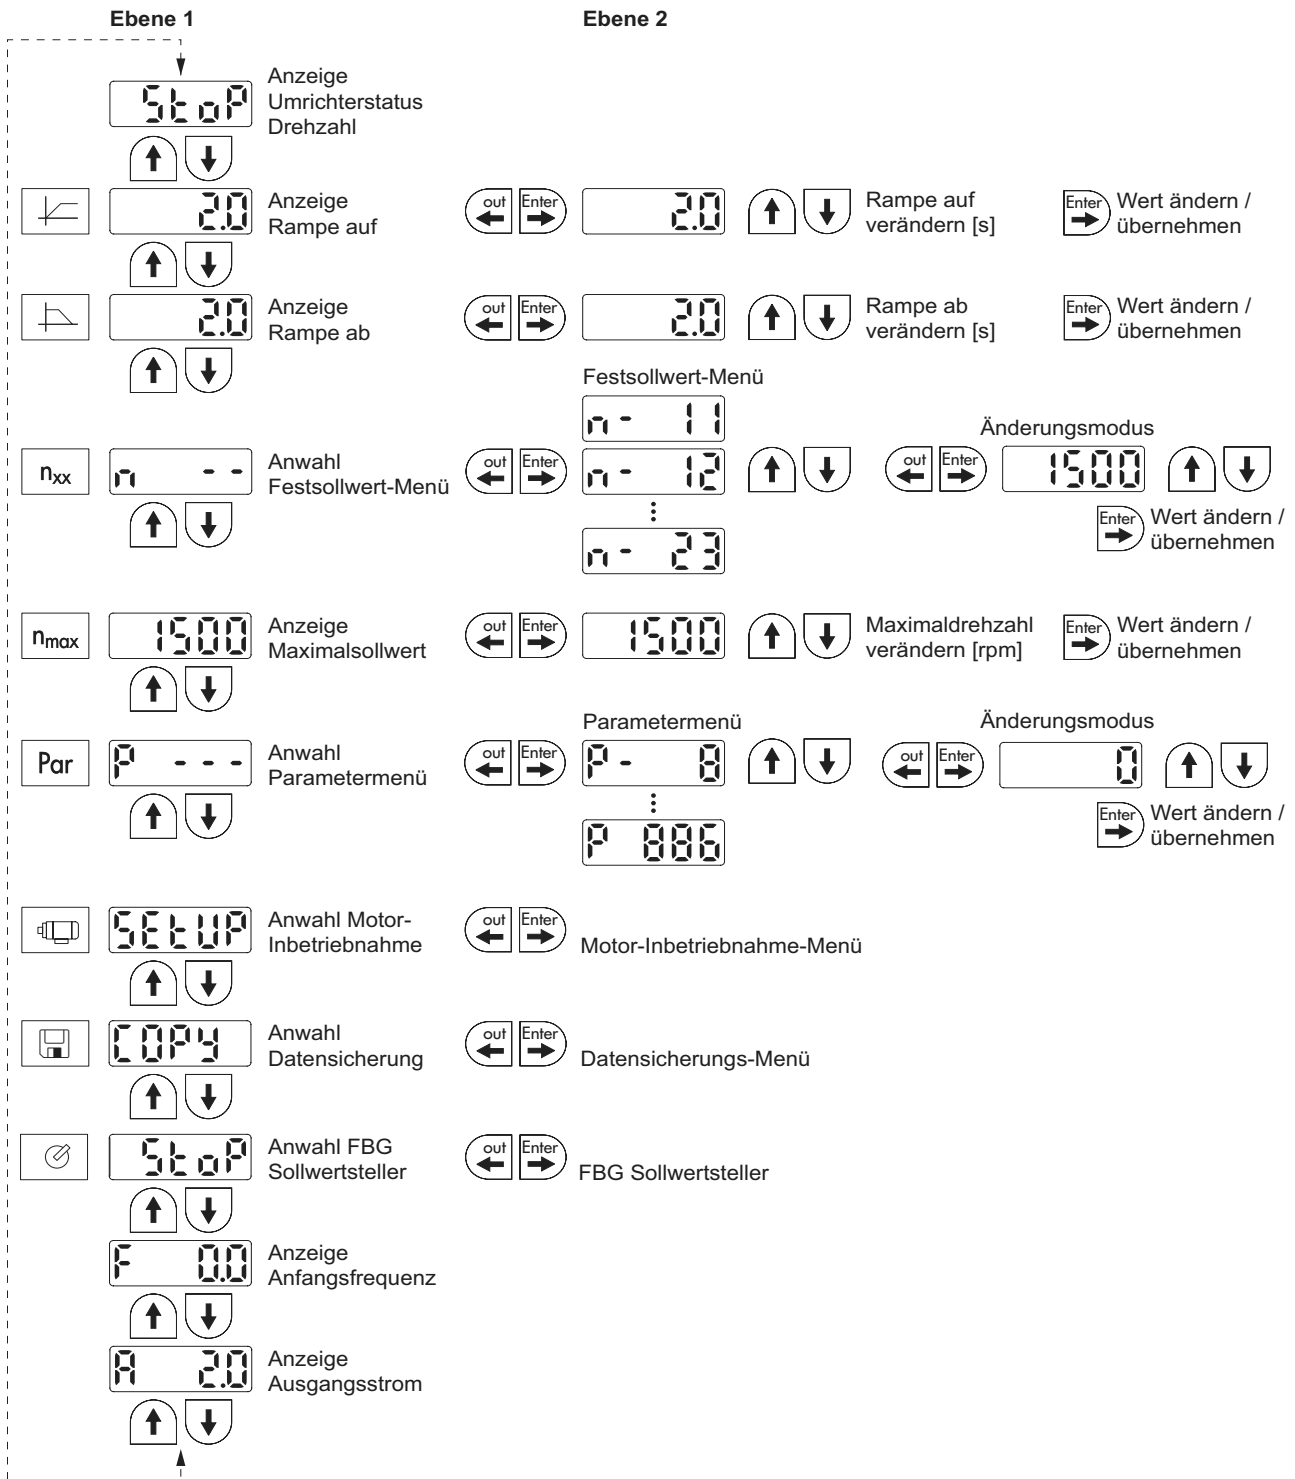 Ebene 1
Ebene 2
StoP
Anzeige
Umrichterstatus
Drehzahl
2.0
Anzeige
Rampe auf
out
Enter
2.0
Rampe auf
verändern [s]
Enter
Wert ändern /
übernehmen
2.0
Anzeige
Rampe ab
out
Enter
2.0
Rampe ab
verändern [s]
Enter
Wert ändern /
übernehmen
Festsollwert-Menü
n- 11
nxx
n --
Anwahl
Festsollwert-Menü
out
Enter
n- 12
n- 23
Änderungsmodus
out
Enter
1500
Enter
Wert ändern /
übernehmen
nmax
1500
Anzeige
Maximalsollwert
out
Enter
1500
Maximaldrehzahl
verändern [rpm]
Enter
Wert ändern /
übernehmen
Par
P ---
Anwahl
Parametermenü
out
Enter
Parametermenü
P- 8
P 886
Änderungsmodus
out
Enter
0
Enter
Wert ändern /
übernehmen
SEtUP
Anwahl Motor-
Inbetriebnahme
out
Enter
Motor-Inbetriebnahme-Menü
COPY
Anwahl
Datensicherung
out
Enter
Datensicherungs-Menü
StoP
Anwahl FBG
Sollwertsteller
out
Enter
FBG Sollwertsteller
F 0.0
Anzeige
Anfangsfrequenz
A 2.0
Anzeige
Ausgangsstrom